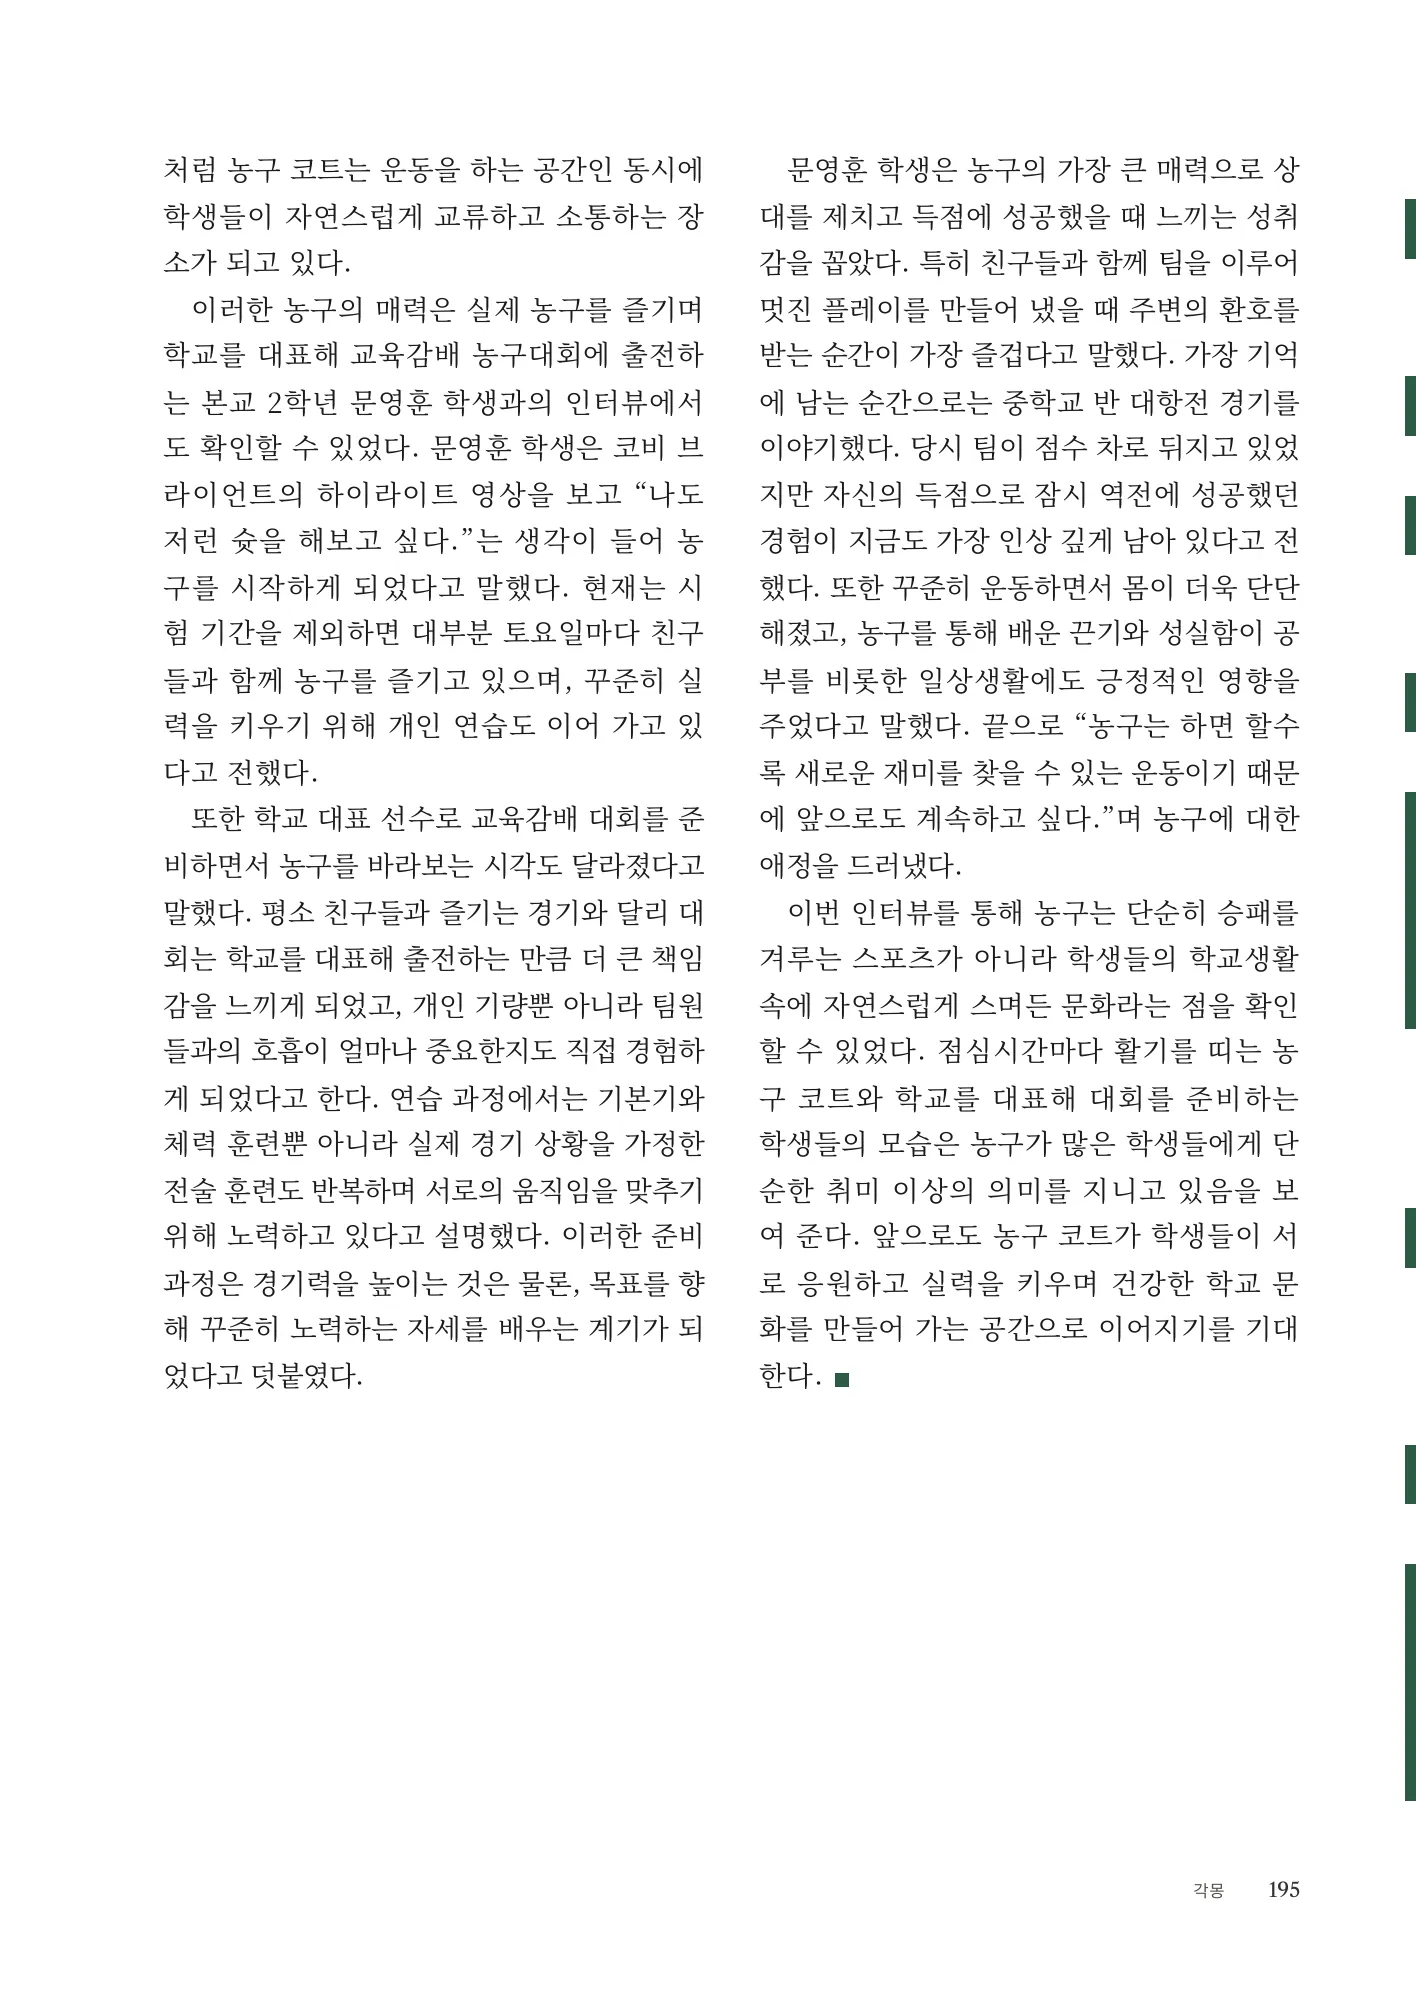 처럼 농구 코트는 운동을 하는 공간인 동시에
학생들이 자연스럽게 교류하고 소통하는 장
소가 되고 있다.
이러한 농구의 매력은 실제 농구를 즐기며
학교를 대표해 교육감배 농구대회에 출전하
는 본교 2학년 문영훈 학생과의 인터뷰에서
도 확인할 수 있었다. 문영훈 학생은 코비 브
라이언트의 하이라이트 영상을 보고 “나도
저런 슛을 해보고 싶다.”는 생각이 들어 농
구를 시작하게 되었다고 말했다. 현재는 시
험 기간을 제외하면 대부분 토요일마다 친구
들과 함께 농구를 즐기고 있으며, 꾸준히 실
력을 키우기 위해 개인 연습도 이어 가고 있
다고 전했다.
또한 학교 대표 선수로 교육감배 대회를 준
비하면서 농구를 바라보는 시각도 달라졌다고
말했다. 평소 친구들과 즐기는 경기와 달리 대
회는 학교를 대표해 출전하는 만큼 더 큰 책임
감을 느끼게 되었고, 개인 기량뿐 아니라 팀원
들과의 호흡이 얼마나 중요한지도 직접 경험하
게 되었다고 한다. 연습 과정에서는 기본기와
체력 훈련뿐 아니라 실제 경기 상황을 가정한
전술 훈련도 반복하며 서로의 움직임을 맞추기
위해 노력하고 있다고 설명했다. 이러한 준비
과정은 경기력을 높이는 것은 물론, 목표를 향
해 꾸준히 노력하는 자세를 배우는 계기가 되
었다고 덧붙였다.
문영훈 학생은 농구의 가장 큰 매력으로 상
대를 제치고 득점에 성공했을 때 느끼는 성취
감을 꼽았다. 특히 친구들과 함께 팀을 이루어
멋진 플레이를 만들어 냈을 때 주변의 환호를
받는 순간이 가장 즐겁다고 말했다. 가장 기억
에 남는 순간으로는 중학교 반 대항전 경기를
이야기했다. 당시 팀이 점수 차로 뒤지고 있었
지만 자신의 득점으로 잠시 역전에 성공했던
경험이 지금도 가장 인상 깊게 남아 있다고 전
했다. 또한 꾸준히 운동하면서 몸이 더욱 단단
해졌고, 농구를 통해 배운 끈기와 성실함이 공
부를 비롯한 일상생활에도 긍정적인 영향을
주었다고 말했다. 끝으로 “농구는 하면 할수
록 새로운 재미를 찾을 수 있는 운동이기 때문
에 앞으로도 계속하고 싶다.”며 농구에 대한
애정을 드러냈다.
이번 인터뷰를 통해 농구는 단순히 승패를
겨루는 스포츠가 아니라 학생들의 학교생활
속에 자연스럽게 스며든 문화라는 점을 확인
할 수 있었다. 점심시간마다 활기를 띠는 농
구 코트와 학교를 대표해 대회를 준비하는
학생들의 모습은 농구가 많은 학생들에게 단
순한 취미 이상의 의미를 지니고 있음을 보
여 준다. 앞으로도 농구 코트가 학생들이 서
로 응원하고 실력을 키우며 건강한 학교 문
화를 만들어 가는 공간으로 이어지기를 기대
한다. ■
각몽 195